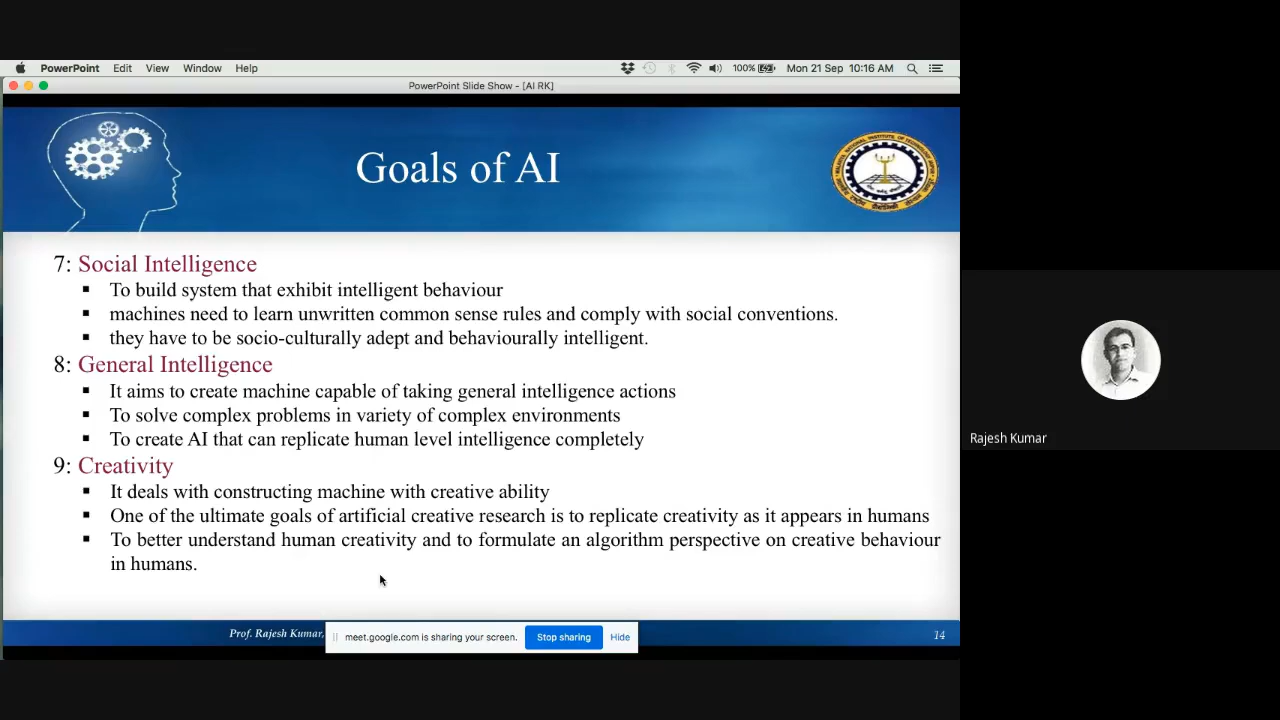 PowerPoint Edit View Window Help 100% Mon 21 Sep 10:16 AM
PowerPoint Slide Show - [AI RK]
Goals of AI
7: Social Intelligence
▪ To build system that exhibit intelligent behaviour
▪ machines need to learn unwritten common sense rules and comply with social conventions.
▪ they have to be socio-culturally adept and behaviourally intelligent.
8: General Intelligence
▪ It aims to create machine capable of taking general intelligence actions
▪ To solve complex problems in variety of complex environments
▪ To create AI that can replicate human level intelligence completely
9: Creativity
▪ It deals with constructing machine with creative ability
▪ One of the ultimate goals of artificial creative research is to replicate creativity as it appears in humans
▪ To better understand human creativity and to formulate an algorithm perspective on creative behaviour
in humans.
Prof. Rajesh Kumar,
meet.google.com is sharing your screen. Stop sharing Hide
14
Rajesh Kumar